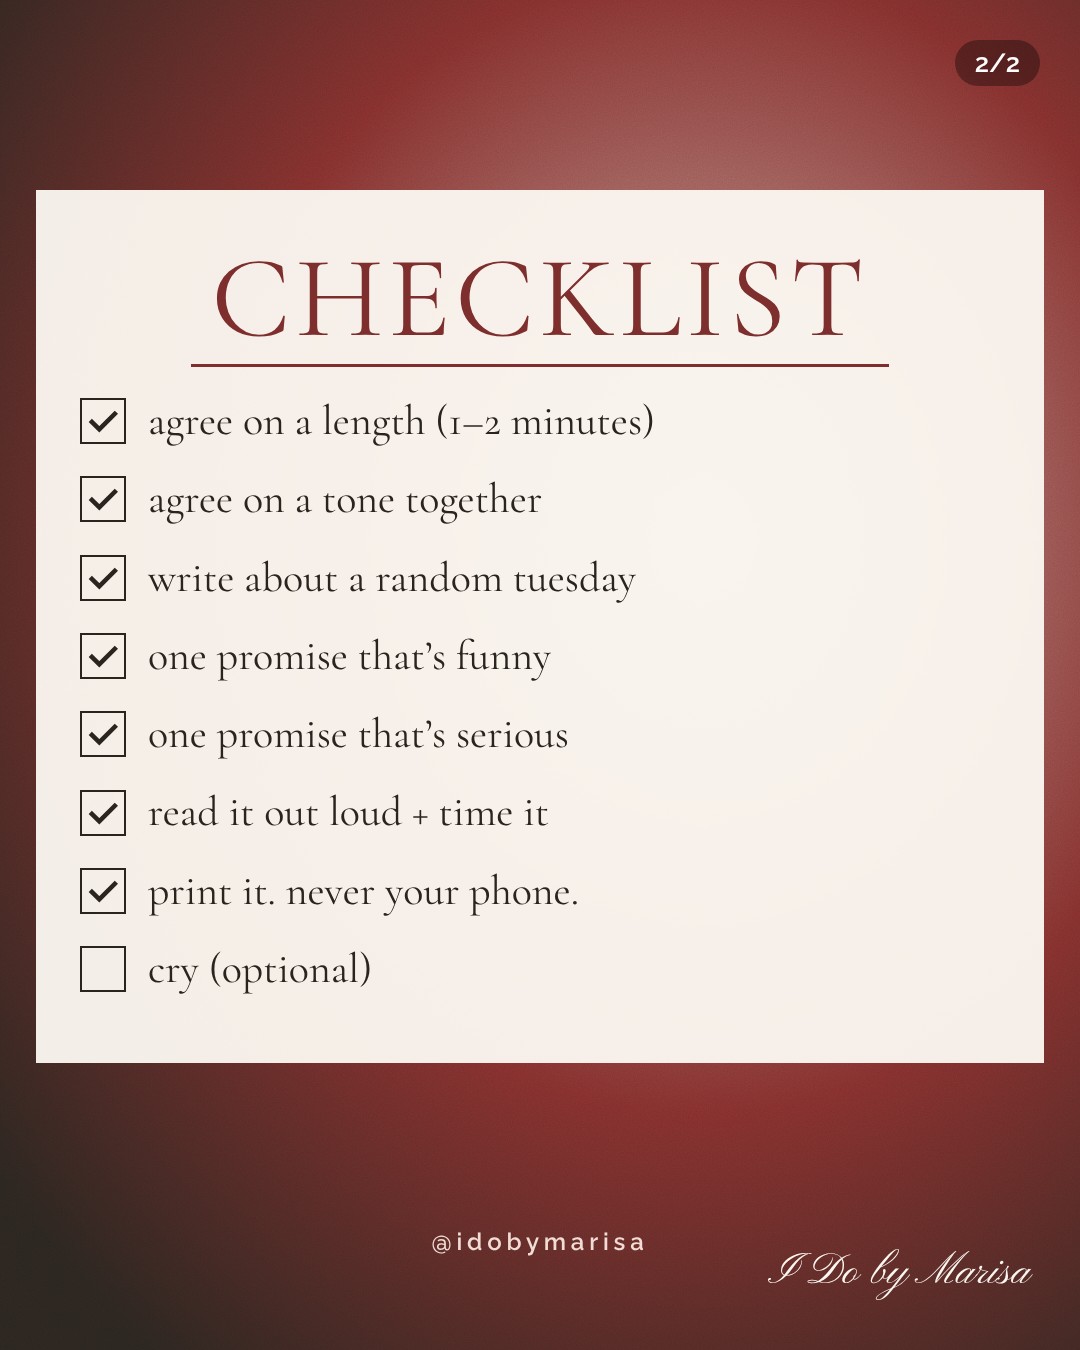 2/2
CHECKLIST
agree on a length (1–2 minutes)
agree on a tone together
write about a random tuesday
one promise that’s funny
one promise that’s serious
read it out loud + time it
print it. never your phone.
cry (optional)
@idobymarisa
I Do by Marisa